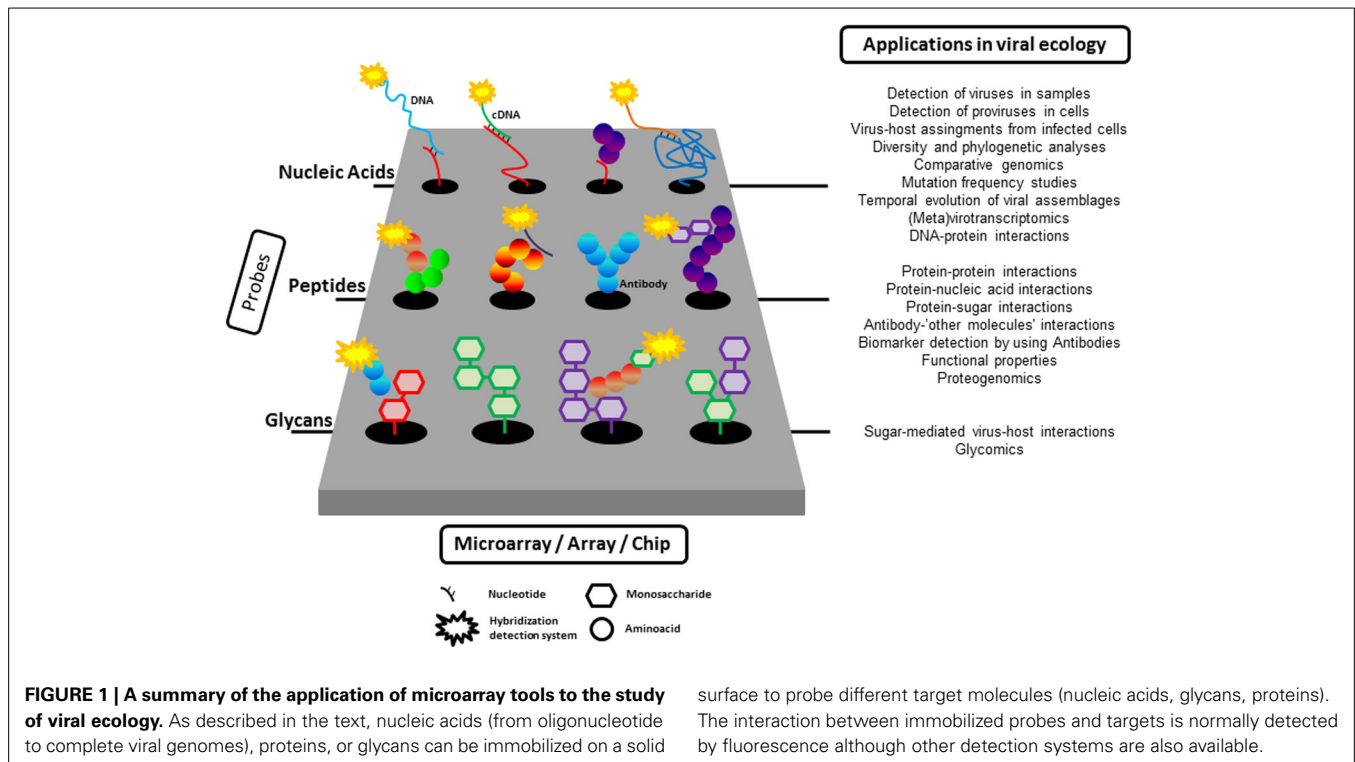 Applications in viral ecology
DNA
cDNA
Nucleic Acids
Detection of viruses in samples
Detection of proviruses in cells
Virus-host assingments from infected cells
Diversity and phylogenetic analyses
Comparative genomics
Mutation frequency studies
Temporal evolution of viral assemblages
(Meta)virotranscriptomics
DNA-protein interactions
Probes
Peptides
Antibody
Protein-protein interactions
Protein-nucleic acid interactions
Protein-sugar interactions
Antibody-'other molecules' interactions
Biomarker detection by using Antibodies
Functional properties
Proteogenomics
Glycans
Sugar-mediated virus-host interactions
Glycomics
Microarray / Array / Chip
Nucleotide
Monosaccharide
Hybridization
detection system
Aminoacid
FIGURE 1 | A summary of the application of microarray tools to the study
of viral ecology. As described in the text, nucleic acids (from oligonucleotide
to complete viral genomes), proteins, or glycans can be immobilized on a solid
surface to probe different target molecules (nucleic acids, glycans, proteins).
The interaction between immobilized probes and targets is normally detected
by fluorescence although other detection systems are also available.